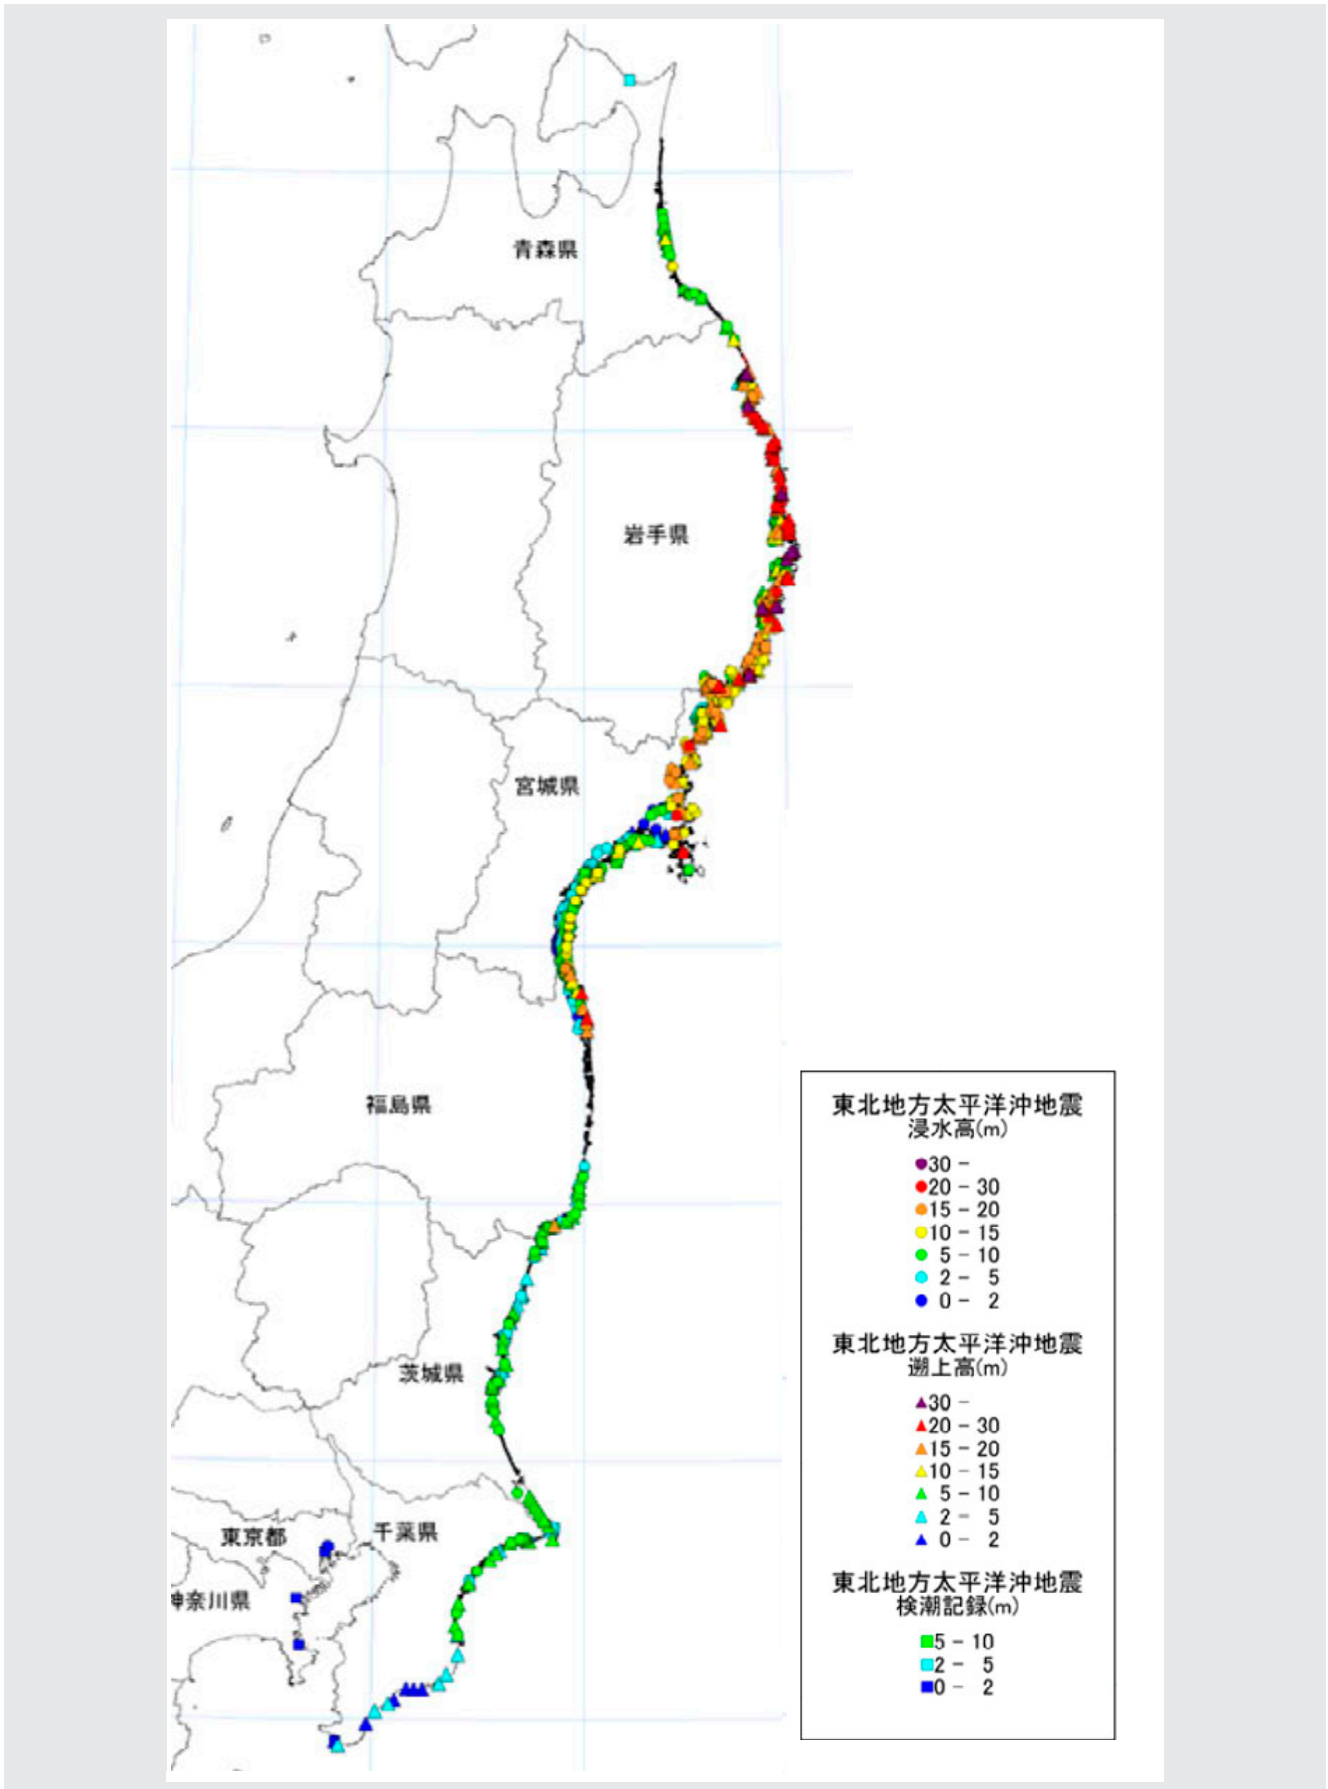 青森県
岩手県
宮城県
福島県
茨城県
東京都
千葉県
神奈川県
東北地方太平洋沖地震
浸水高(m)
30 -
20 - 30
15 - 20
10 - 15
5 - 10
2 - 5
0 - 2
東北地方太平洋沖地震
遡上高(m)
30 -
20 - 30
15 - 20
10 - 15
5 - 10
2 - 5
0 - 2
東北地方太平洋沖地震
検潮記録(m)
5 - 10
2 - 5
0 - 2